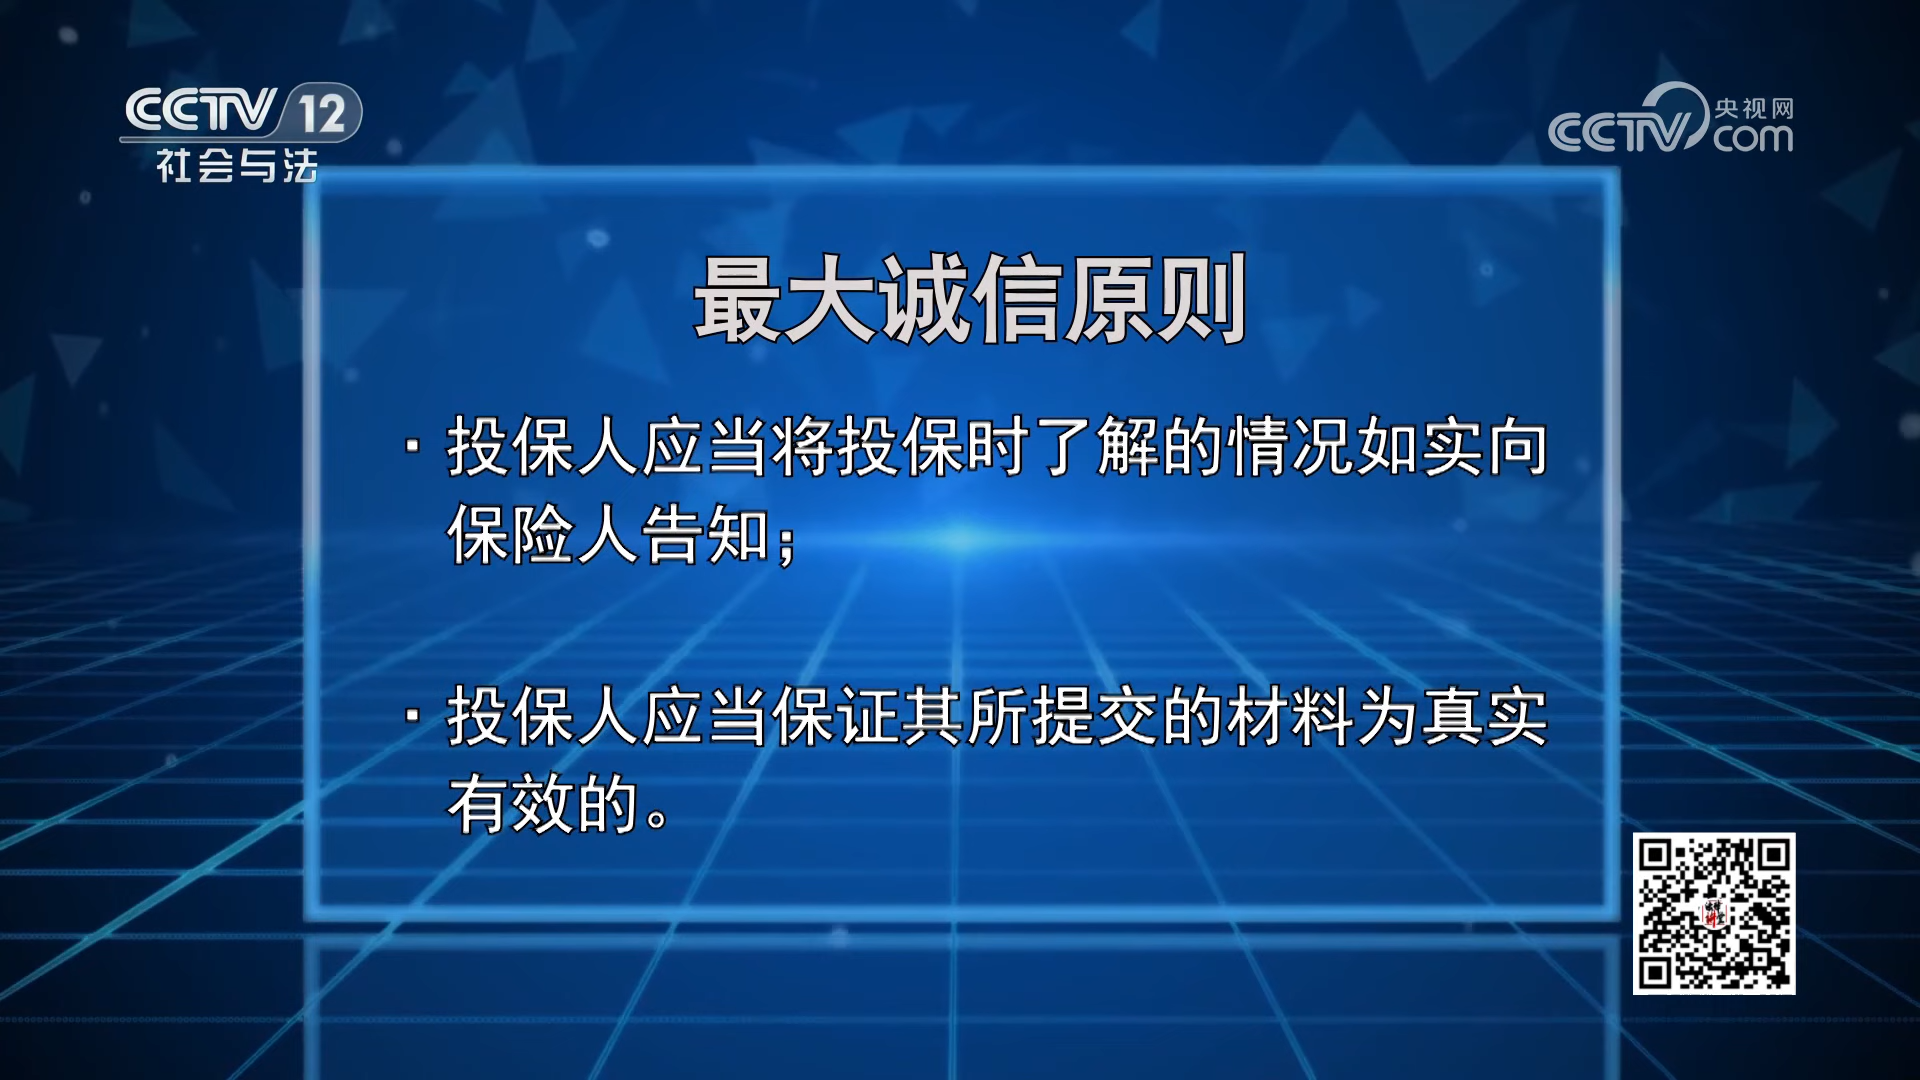 CCTV 12
社会与法
央视网
CCTV.com
最大诚信原则
· 投保人应当将投保时了解的情况如实向
保险人告知；
· 投保人应当保证其所提交的材料为真实
有效的。